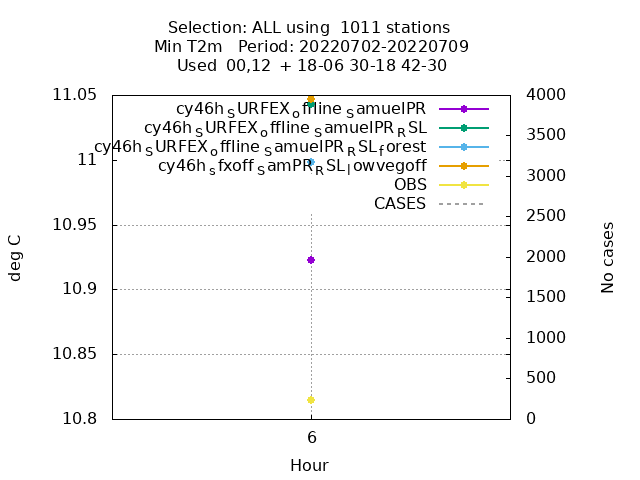 Selection: ALL using  1011 stations
Min T2m   Period: 20220702-20220709
Used  00,12  + 18-06 30-18 42-30
11.05
11
10.95
10.9
10.85
10.8
deg C
cy46h_SURFEX_offline_SamuelPR
cy46h_SURFEX_offline_SamuelPR_RSL
cy46h_SURFEX_offline_SamuelPR_RSL_forest
cy46h_sfxoff_SamPR_RSL_lowvegoff
OBS
CASES
4000
3500
3000
2500
2000
1500
1000
500
0
No cases
6
Hour